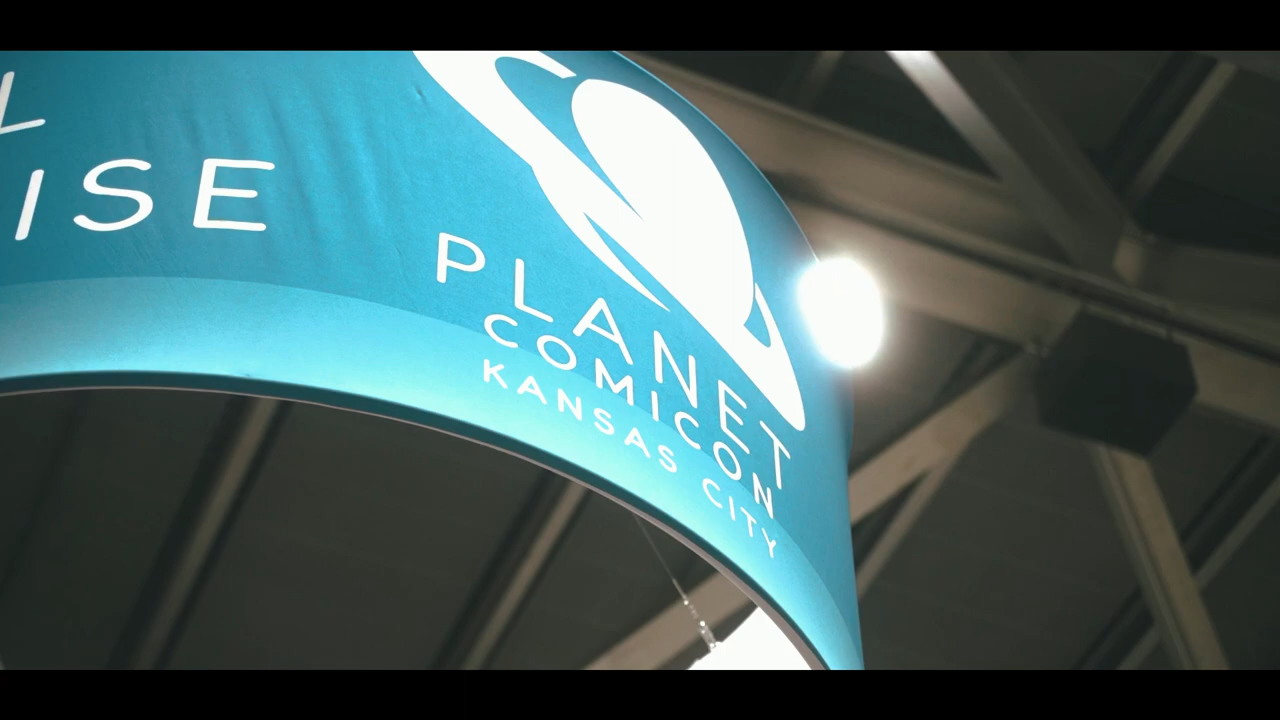 L
ISE
PLANET
COMICON
KANSAS CITY